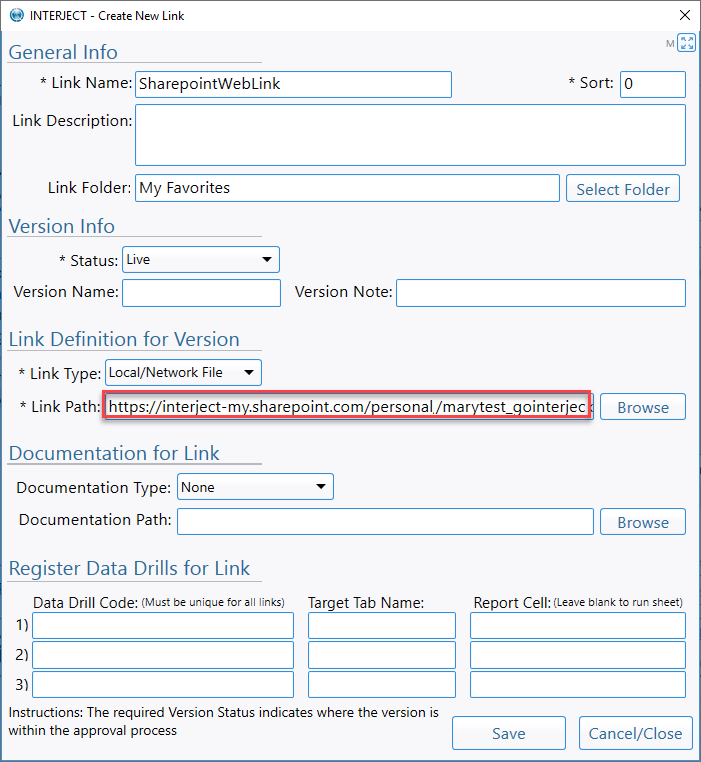 INTERJECT - Create New Link
General Info
M
* Link Name: SharepointWebLink * Sort: 0
Link Description:
Link Folder: My Favorites Select Folder
Version Info
* Status: Live
Version Name: Version Note:
Link Definition for Version
* Link Type: Local/Network File
* Link Path: https://interject-my.sharepoint.com/personal,/marytest_gointerjec Browse
Documentation for Link
Documentation Type: None
Documentation Path: Browse
Register Data Drills for Link
Data Drill Code: (Must be unique for all links) Target Tab Name: Report Cell: (Leave blank to run sheet)
1)
2)
3)
Instructions: The required Version Status indicates where the version is
within the approval process
Save Cancel/Close